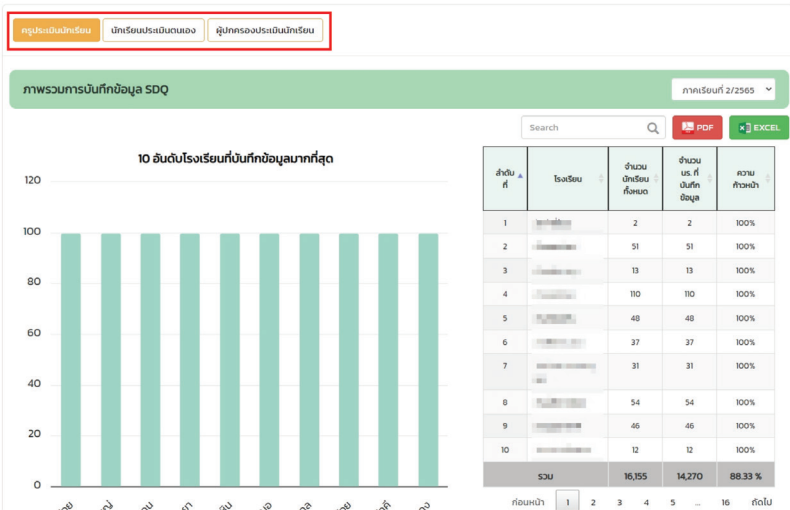 ครูประเมินนักเรียน นักเรียนประเมินตนเอง ผู้ปกครองประเมินนักเรียน
ภาพรวมการบันทึกข้อมูล SDQ ภาคเรียนที่ 2/2565
Search PDF EXCEL
10 อันดับโรงเรียนที่บันทึกข้อมูลมากที่สุด
120
100
80
60
40
20
0
ลำดับที่ โรงเรียน จำนวนนักเรียนทั้งหมด จำนวน นร. ที่บันทึกข้อมูล ความก้าวหน้า
1 2 2 100%
2 51 51 100%
3 13 13 100%
4 110 110 100%
5 48 48 100%
6 37 37 100%
7 31 31 100%
8 54 54 100%
9 46 46 100%
10 12 12 100%
รวม 16,155 14,270 88.33 %
ก่อนหน้า 1 2 3 4 5 ... 16 ถัดไป